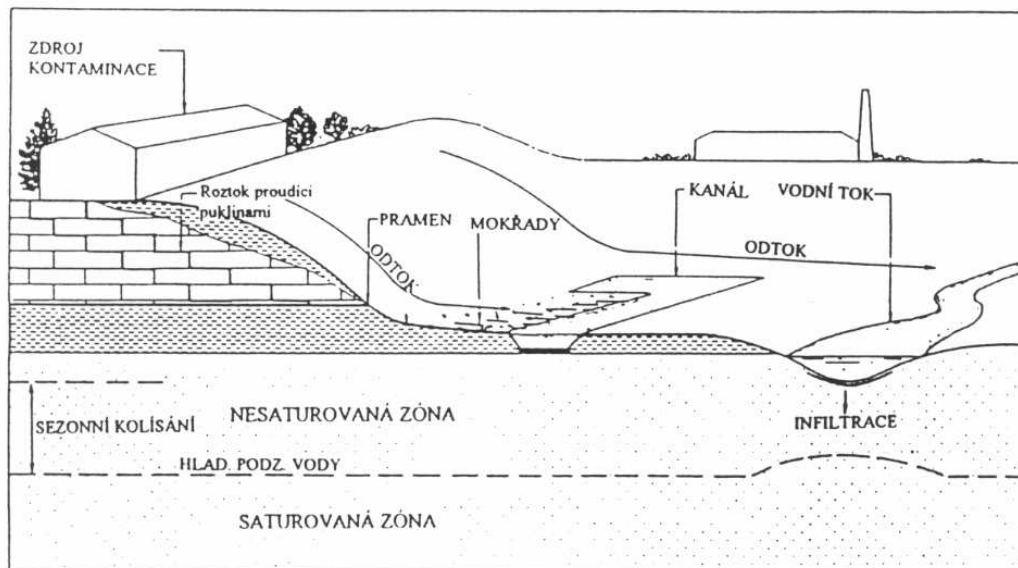 ZDROJ
KONTAMINACE
Roztok proudící
puklinami
PRAMEN
MOKŘADY
KANÁL
VODNÍ TOK
ODTOK
ODTOK
SEZONNÍ KOLÍSÁNÍ
NESATUROVANÁ ZÓNA
INFILTRACE
HLAD. PODZ. VODY
SATUROVANÁ ZÓNA